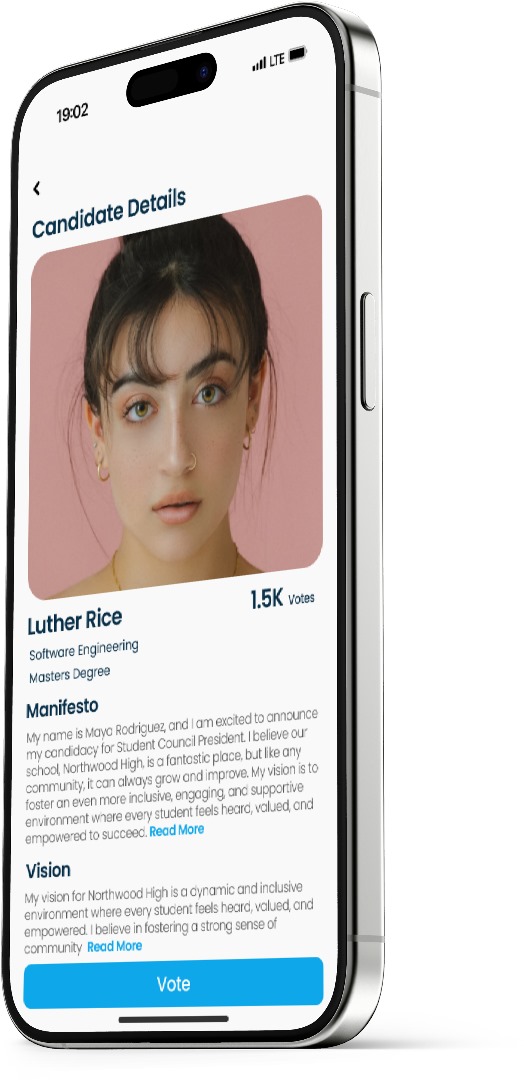 19:02
LTE
Candidate Details
Luther Rice
1.5K Votes
Software Engineering
Masters Degree
Manifesto
My name is Maya Rodriguez, and I am excited to announce
my candidacy for Student Council President. I believe our
school, Northwood High, is a fantastic place, but like any
community, it can always grow and improve. My vision is to
foster an even more inclusive, engaging, and supportive
environment where every student feels heard, valued, and
empowered to succeed. Read More
Vision
My vision for Northwood High is a dynamic and inclusive
environment where every student feels heard, valued, and
empowered. I believe in fostering a strong sense of
community Read More
Vote